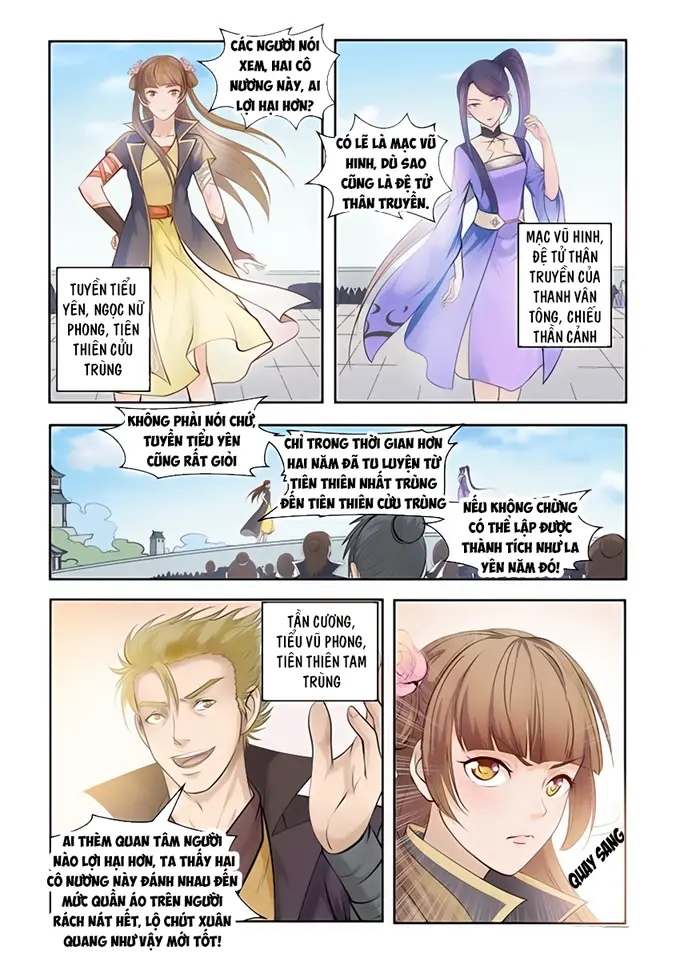 CÁC NGƯỜI NÓI
XEM, HAI CÔ
NƯƠNG NÀY, AI
LỢI HẠI HƠN?
TUYỀN TIỂU
YÊN, NGỌC NỮ
PHONG, TIÊN
THIÊN CỬU
TRÙNG
CÓ LẼ LÀ MẠC VŨ
HINH, DÙ SAO
CŨNG LÀ ĐỆ TỬ
THÂN TRUYỀN.
MẠC VŨ HINH,
ĐỆ TỬ THÂN
TRUYỀN CỦA
THANH VÂN
TÔNG, CHIẾU
THẦN CẢNH
KHÔNG PHẢI NÓI CHỨ,
TUYỀN TIỂU YÊN
CŨNG RẤT GIỎI
CHỈ TRONG THỜI GIAN HƠN
HAI NĂM ĐÃ TU LUYỆN TỪ
TIÊN THIÊN NHẤT TRÙNG
ĐẾN TIÊN THIÊN CỬU TRÙNG
NẾU KHÔNG CHỪNG
CÓ THỂ LẬP ĐƯỢC
THÀNH TÍCH NHƯ LA
YÊN NĂM ĐÓ!
TẦN CƯƠNG,
TIỂU VŨ PHONG,
TIÊN THIÊN TAM
TRÙNG
AI THÈM QUAN TÂM NGƯỜI
NÀO LỢI HẠI HƠN, TA THẤY HAI
CÔ NƯƠNG NÀY ĐÁNH NHAU ĐẾN
MỨC QUẦN ÁO TRÊN NGƯỜI
RÁCH NÁT HẾT, LỘ CHÚT XUÂN
QUANG NHƯ VẬY MỚI TỐT!
QUAY SANG